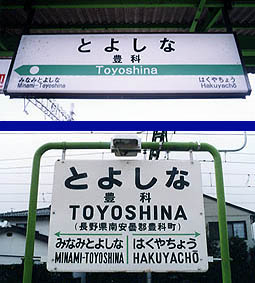 とよしな
豊科
Toyoshina
みなみとよしな はくやちょう
Minami-Toyoshina Hakuyachō
とよしな
豊科
TOYOSHINA
(長野県南安曇郡豊科町)
みなみとよしな はくやちょう
MINAMI-TOYOSHINA HAKUYACHŌ